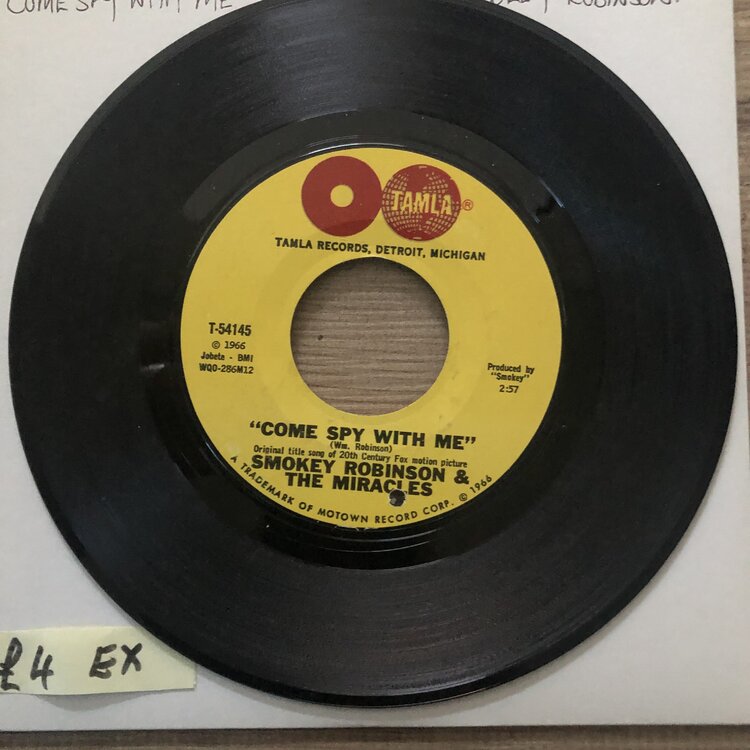 COME SPY WITH ME
ROBINSON.
TAMLA ®
TAMLA RECORDS, DETROIT, MICHIGAN
T-54145
© 1966
Jobete - BMI
WQO-286M12
Produced by
"Smokey"
2:57
"COME SPY WITH ME"
(Wm. Robinson)
Original title song of 20th Century Fox motion picture
SMOKEY ROBINSON &
THE MIRACLES
A TRADEMARK OF MOTOWN RECORD CORP. © 1966
£4 EX